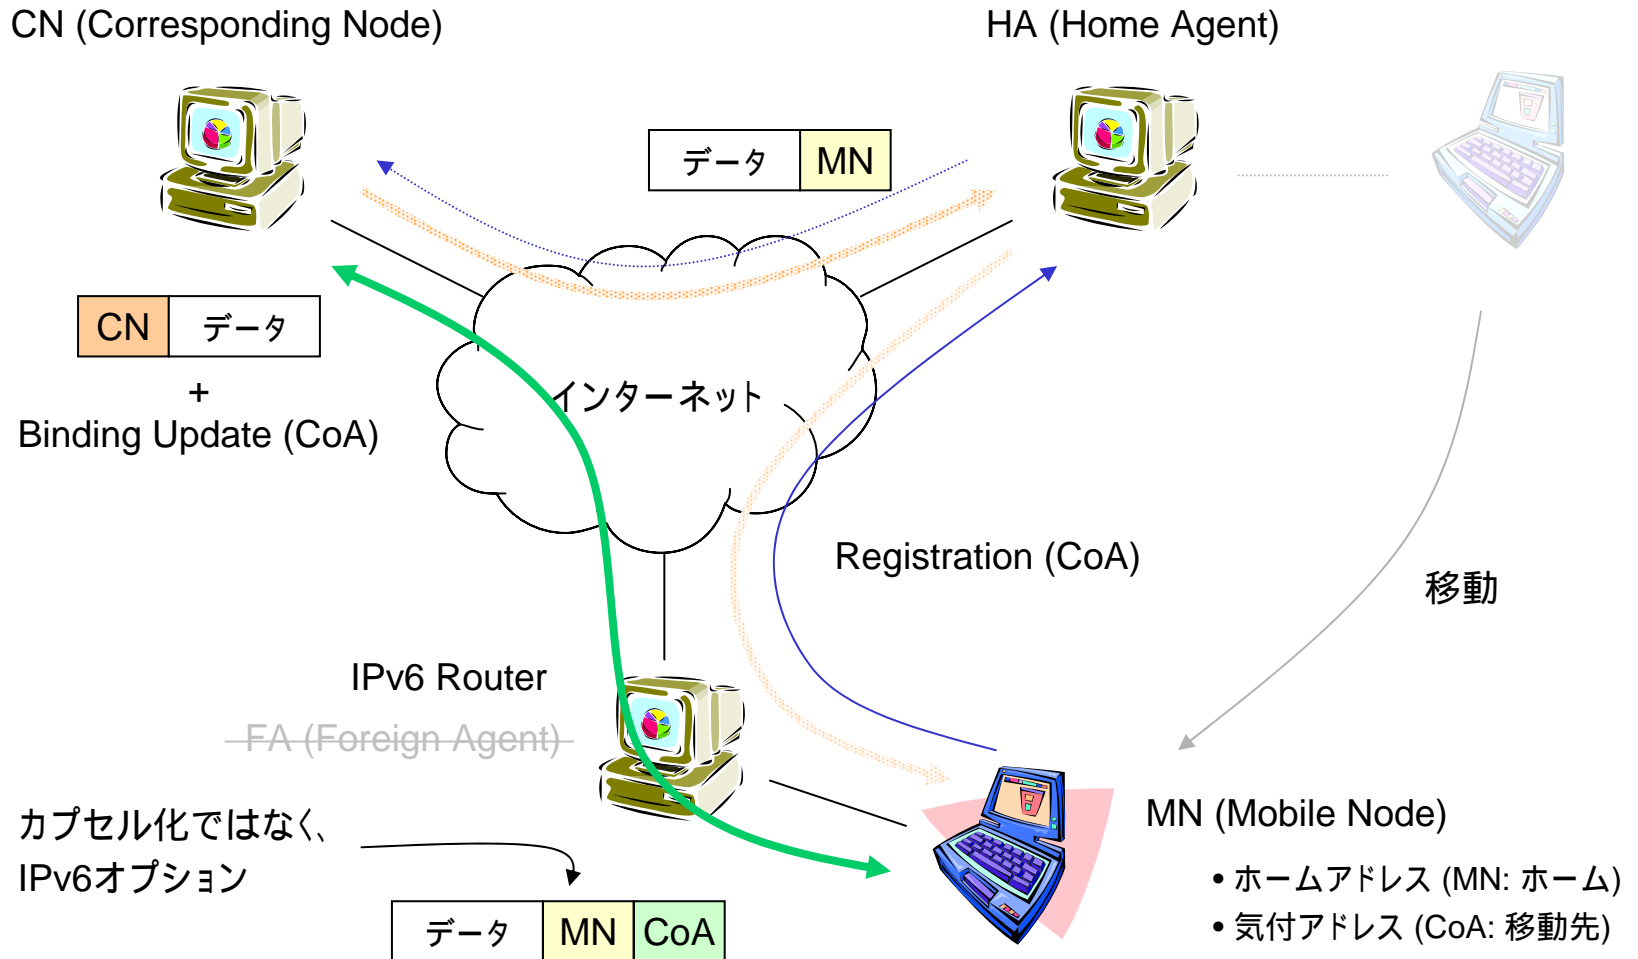 CN (Corresponding Node)
HA (Home Agent)
データ MN
CN データ
+
Binding Update (CoA)
インターネット
Registration (CoA)
移動
IPv6 Router
FA (Foreign Agent)
カプセル化ではなく、
IPv6オプション
MN (Mobile Node)
• ホームアドレス (MN: ホーム)
• 気付アドレス (CoA: 移動先)
データ MN CoA